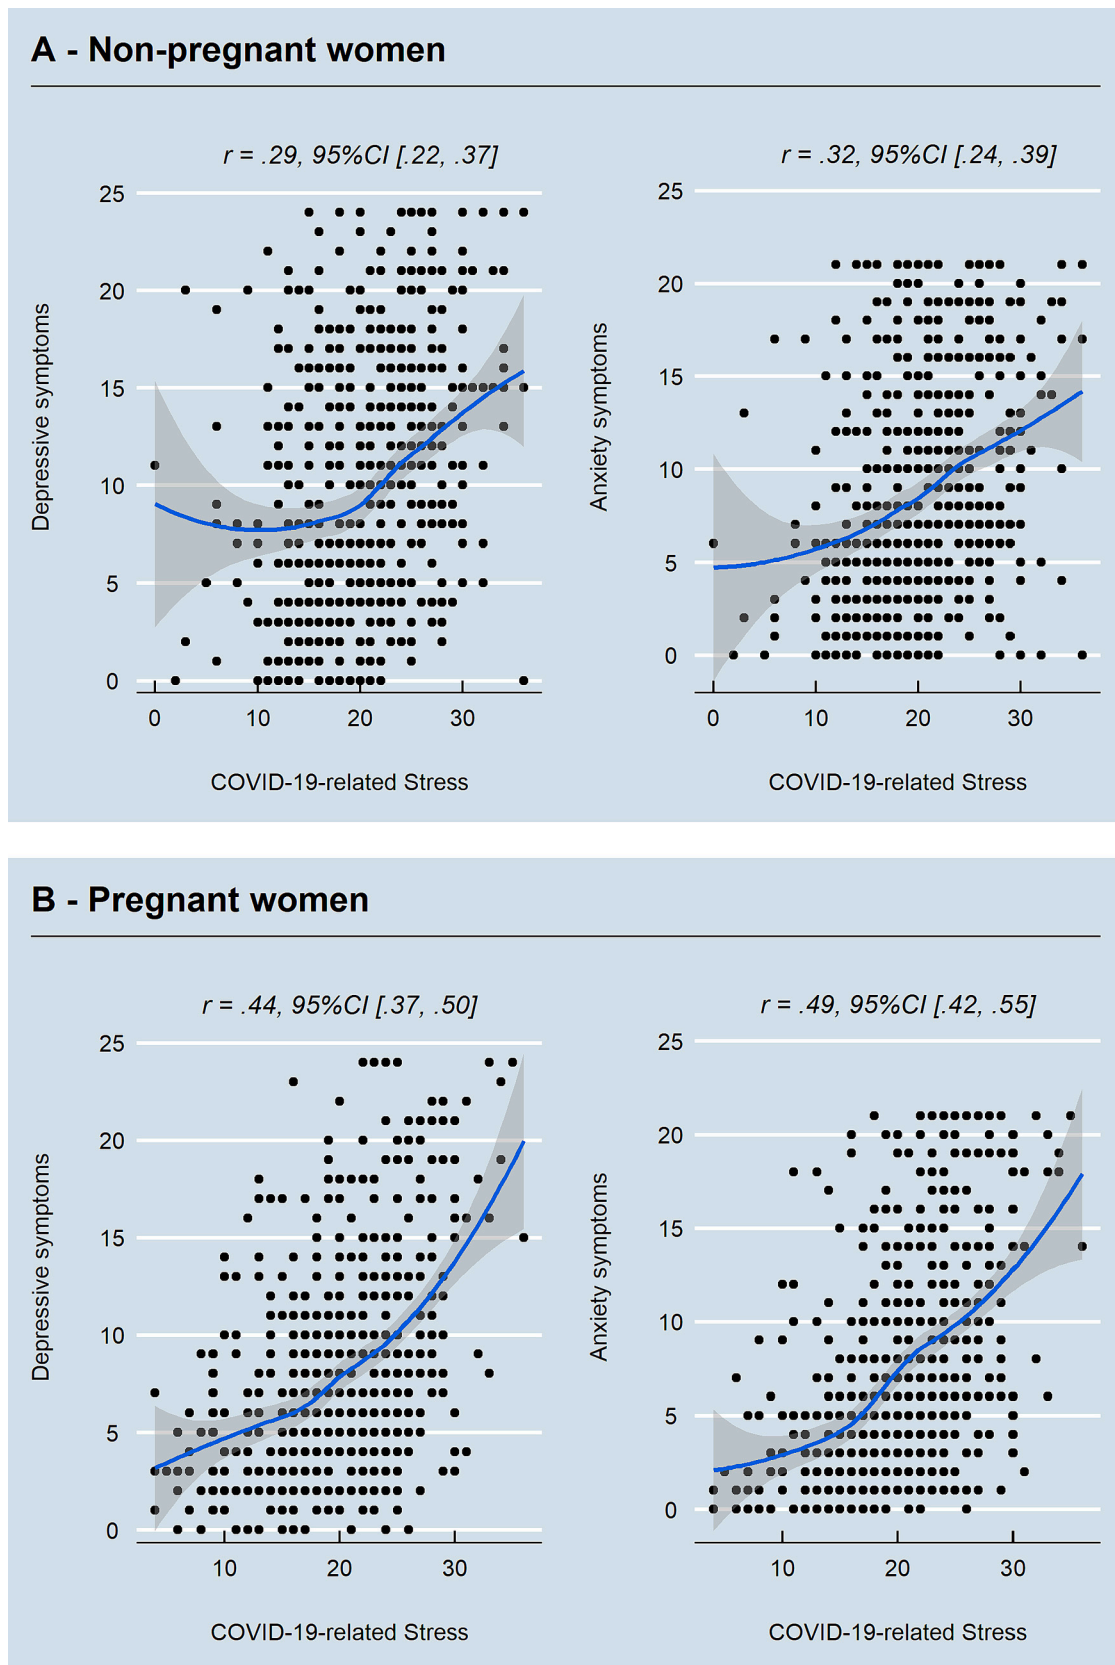 A - Non-pregnant women
r = .29, 95%CI [.22, .37]
r = .32, 95%CI [.24, .39]
25
20
15
10
5
0
Depressive symptoms
0 10 20 30
COVID-19-related Stress
25
20
15
10
5
0
Anxiety symptoms
0 10 20 30
COVID-19-related Stress
B - Pregnant women
r = .44, 95%CI [.37, .50]
r = .49, 95%CI [.42, .55]
25
20
15
10
5
0
Depressive symptoms
10 20 30
COVID-19-related Stress
25
20
15
10
5
0
Anxiety symptoms
10 20 30
COVID-19-related Stress